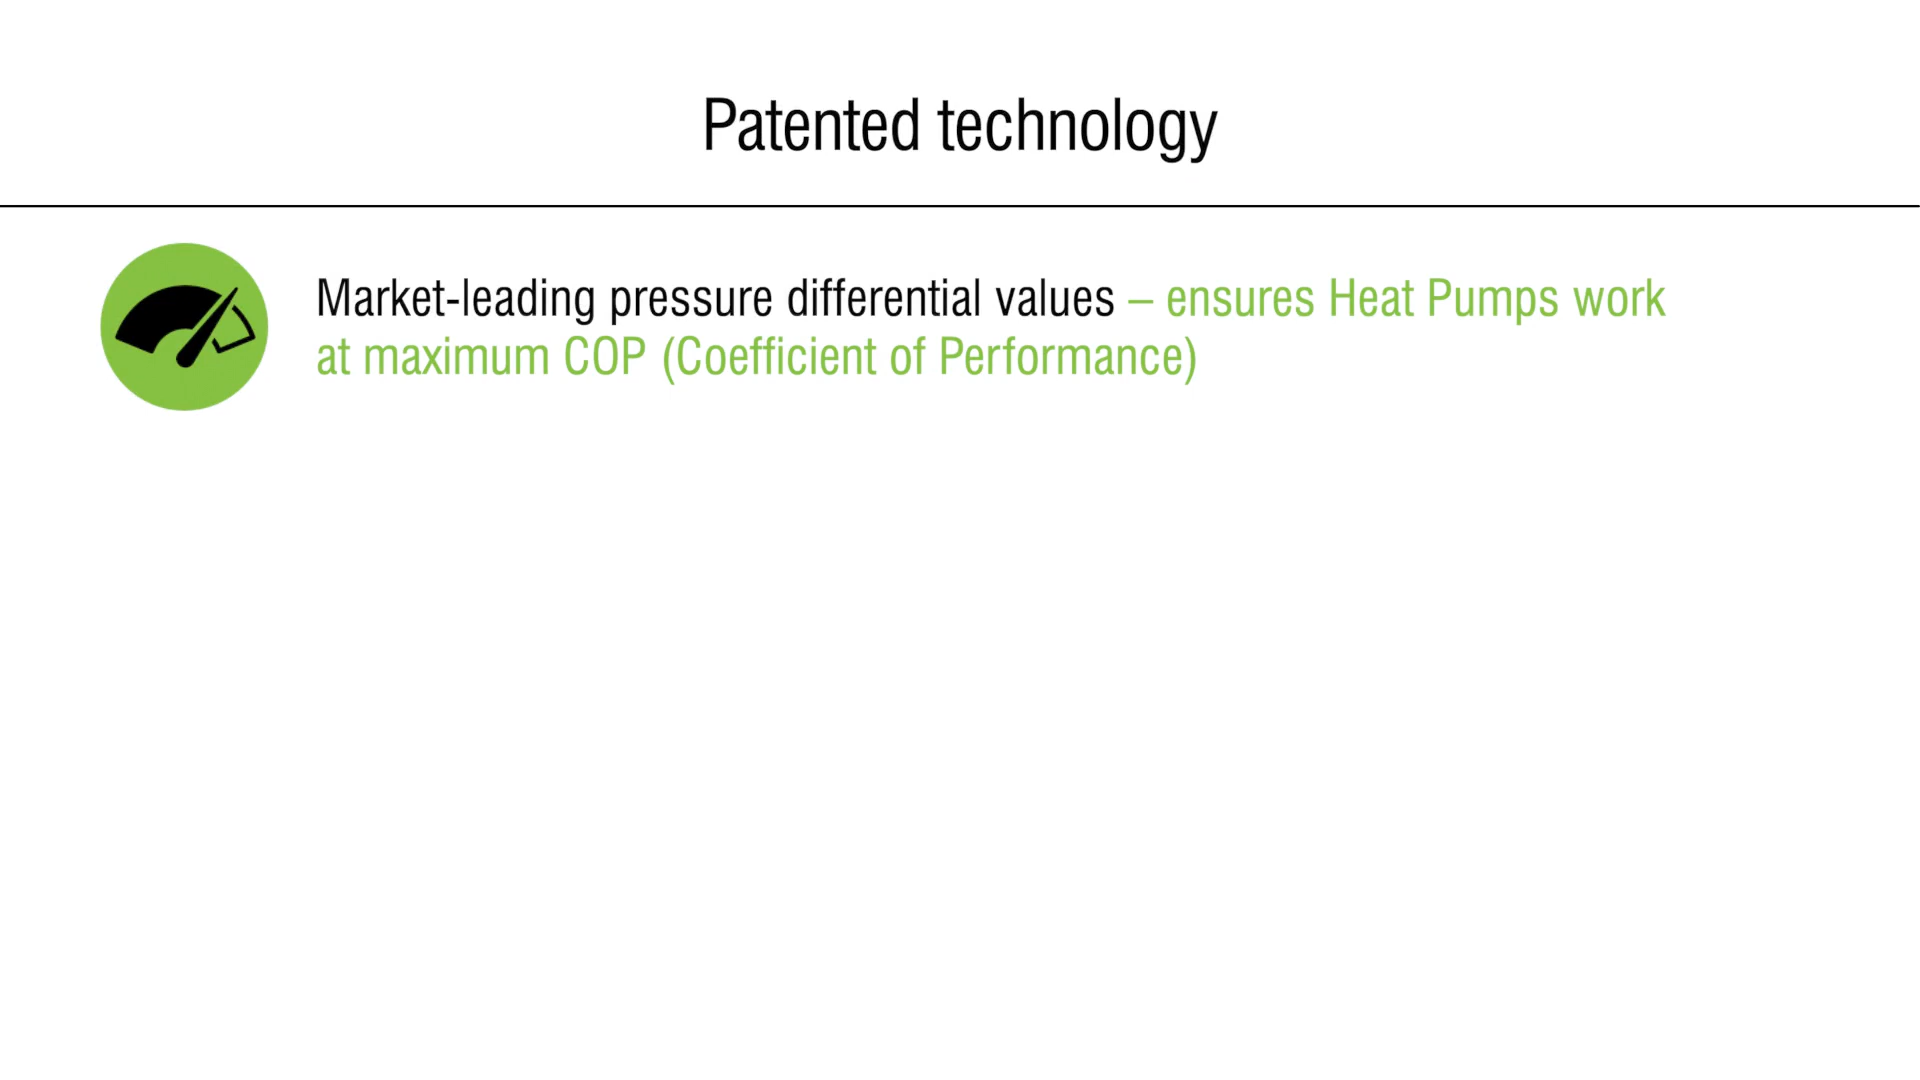 Patented technology
Market-leading pressure differential values – ensures Heat Pumps work
at maximum COP (Coefficient of Performance)